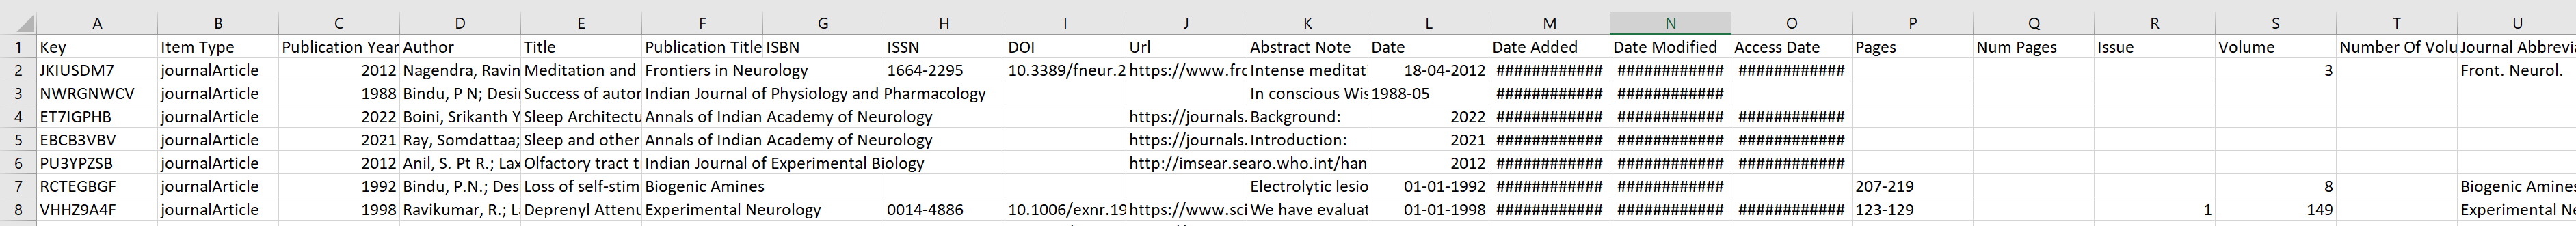 A B C D E F G H I J K L M N O P Q R S T U
1 Key Item Type Publication Year Author Title Publication Title ISBN ISSN DOI Url Abstract Note Date Date Added Date Modified Access Date Pages Num Pages Issue Volume Number Of Volu Journal Abbrevi
2 JKIUSDM7 journalArticle 2012 Nagendra, Ravin Meditation and Frontiers in Neurology 1664-2295 10.3389/fneur.2 https://www.fro Intense meditat 18-04-2012 ############ ############ ############ 3 Front. Neurol.
3 NWRGNWCV journalArticle 1988 Bindu, P N; Desi Success of autor Indian Journal of Physiology and Pharmacology In conscious Wis 1988-05 ############ ############
4 ET7IGPHB journalArticle 2022 Boini, Srikanth Y Sleep Architectu Annals of Indian Academy of Neurology https://journals. Background: 2022 ############ ############ ############
5 EBCB3VBV journalArticle 2021 Ray, Somdattaa; Sleep and other Annals of Indian Academy of Neurology https://journals. Introduction: 2021 ############ ############ ############
6 PU3YPZSB journalArticle 2012 Anil, S. Pt R.; Lax Olfactory tract t Indian Journal of Experimental Biology http://imsear.searo.who.int/han 2012 ############ ############ ############
7 RCTEGBGF journalArticle 1992 Bindu, P.N.; Des Loss of self-stim Biogenic Amines Electrolytic lesio 01-01-1992 ############ ############ 207-219 8 Biogenic Amines
8 VHHZ9A4F journalArticle 1998 Ravikumar, R.; L Deprenyl Attenu Experimental Neurology 0014-4886 10.1006/exnr.19 https://www.sci We have evaluat 01-01-1998 ############ ############ ############ 123-129 1 149 Experimental Ne